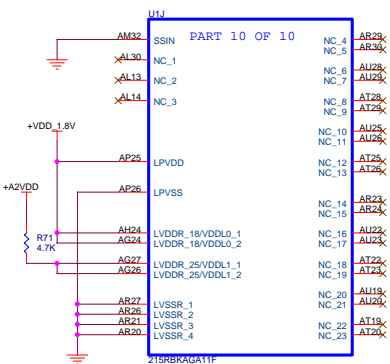 U1J
PART 10 OF 10
AM32 SSIN NC_4 AR29
NC_5 AR30
AL30 NC_1
NC_6 AU28
AL13 NC_2 NC_7 AU29
AL14 NC_3 NC_8 AT28
NC_9 AT29
+VDD_1.8V
NC_10 AU25
NC_11 AU26
AP25 LPVDD NC_12 AT25
NC_13 AT26
+A2VDD
AP26 LPVSS
NC_14 AR23
NC_15 AR24
R71
4.7K
AH24 LVDDR_18/VDDL0_1 NC_16 AU22
AG24 LVDDR_18/VDDL0_2 NC_17 AU23
AG27 LVDDR_25/VDDL1_1 NC_18 AT22
AG26 LVDDR_25/VDDL1_2 NC_19 AT23
NC_20 AU19
AR27 LVSSR_1 NC_21 AU20
AR26 LVSSR_2
AR21 LVSSR_3 NC_22 AT19
AR20 LVSSR_4 NC_23 AT20
215RBKAGA11F